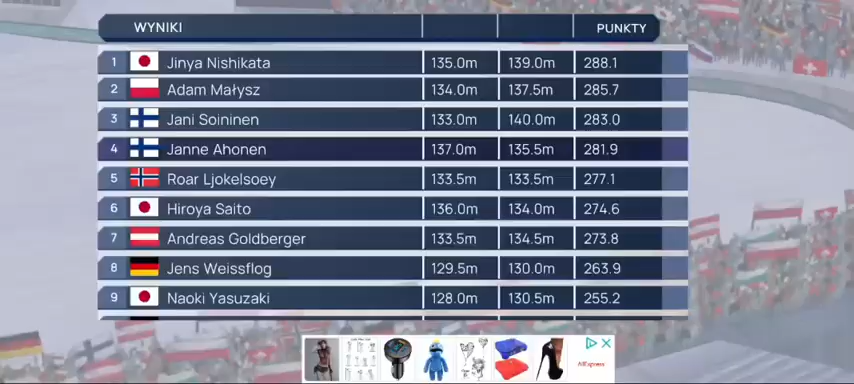 WYNIKI PUNKTY
1 Jinya Nishikata 135.0m 139.0m 288.1
2 Adam Małysz 134.0m 137.5m 285.7
3 Jani Soininen 133.0m 140.0m 283.0
4 Janne Ahonen 137.0m 135.5m 281.9
5 Roar Ljokelsoey 133.5m 133.5m 277.1
6 Hiroya Saito 136.0m 134.0m 274.6
7 Andreas Goldberger 133.5m 134.5m 273.8
8 Jens Weissflog 129.5m 130.0m 263.9
9 Naoki Yasuzaki 128.0m 130.5m 255.2
AliExpress